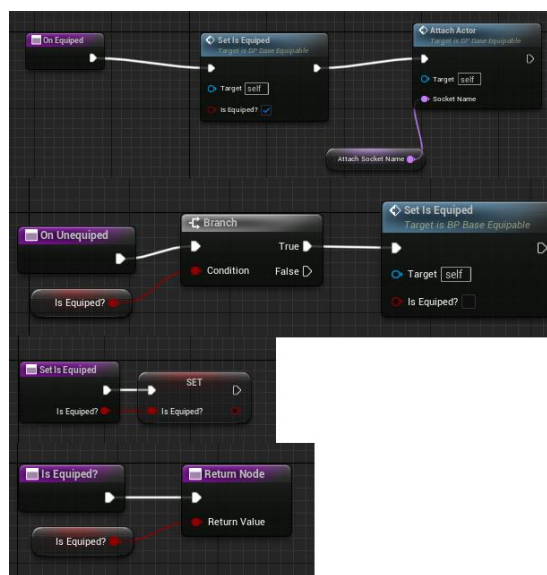 On Equiped
Set Is Equiped
Target is BP Base Equipable
Target self
Is Equiped?
Attach Actor
Target is BP Base Equipable
Target self
Socket Name
Attach Socket Name
On Unequiped
Is Equiped?
Branch
True
Condition
False
Set Is Equiped
Target is BP Base Equipable
Target self
Is Equiped?
Set Is Equiped
Is Equiped?
SET
Is Equiped?
Is Equiped?
Is Equiped?
Return Node
Return Value